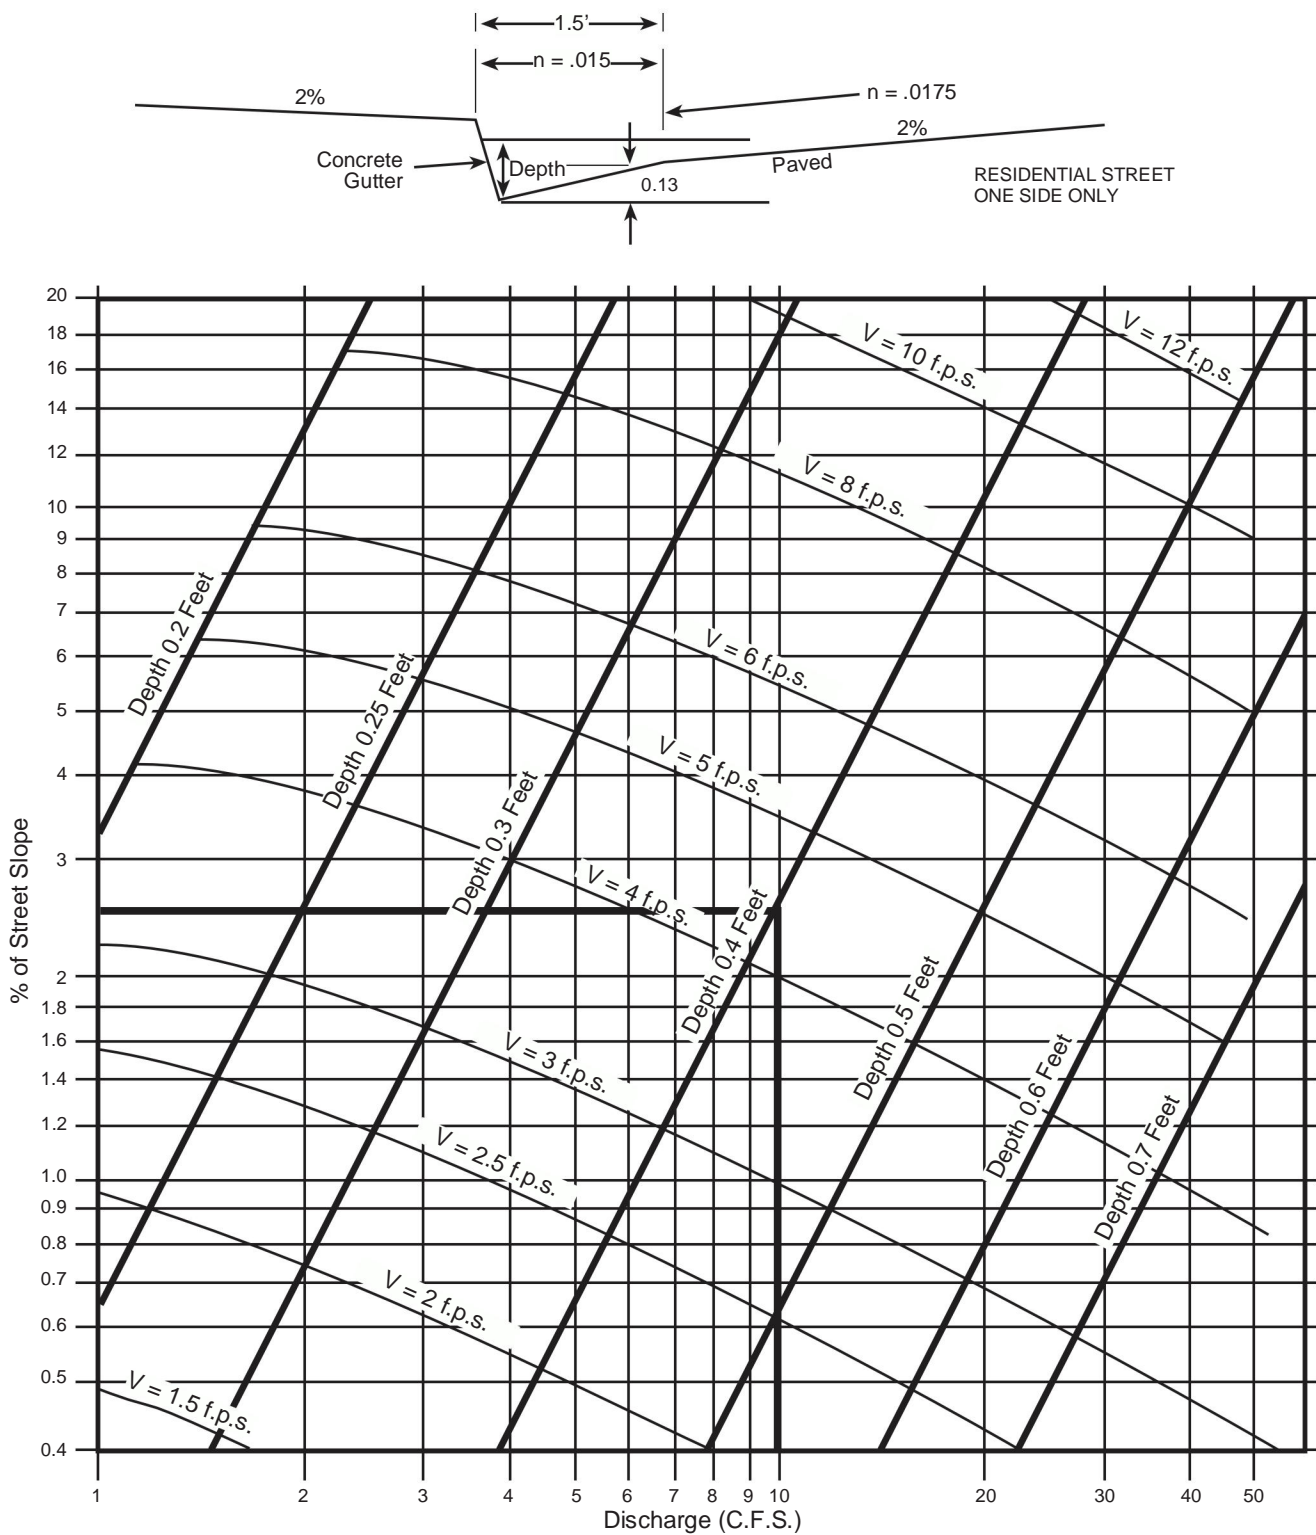 1.5'
n = .015
n = .0175
2%
2%
Concrete
Gutter
Depth
0.13
Paved
RESIDENTIAL STREET
ONE SIDE ONLY
20
18
16
14
12
10
9
8
7
6
5
4
3
2
1.8
1.6
1.4
1.2
1.0
0.9
0.8
0.7
0.6
0.5
0.4
% of Street Slope
V = 10 f.p.s.
V = 12 f.p.s.
V = 8 f.p.s.
V = 6 f.p.s.
V = 5 f.p.s.
V = 4 f.p.s.
V = 3 f.p.s.
V = 2.5 f.p.s.
V = 2 f.p.s.
V = 1.5 f.p.s.
Depth 0.2 Feet
Depth 0.25 Feet
Depth 0.3 Feet
Depth 0.4 Feet
Depth 0.5 Feet
Depth 0.6 Feet
Depth 0.7 Feet
1
2
3
4
5
6
7
8
9
10
20
30
40
50
Discharge (C.F.S.)